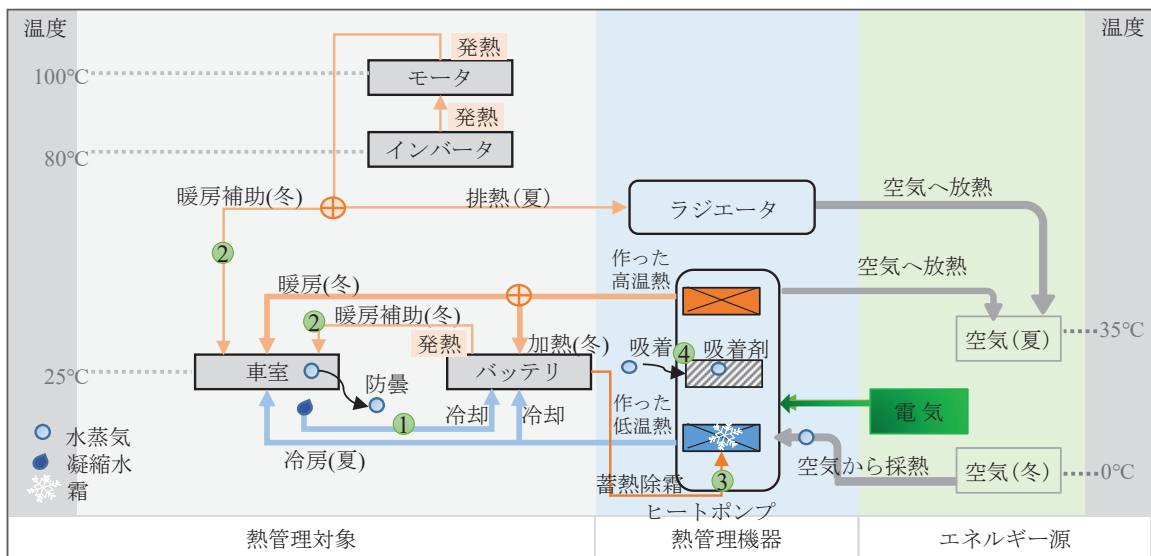 温度
温度
発熱
モータ
100℃
発熱
インバータ
80℃
暖房補助(冬)
排熱(夏)
ラジエータ
空気へ放熱
②
作った
高温熱
空気へ放熱
暖房(冬)
② 暖房補助(冬)
発熱
加熱(冬)
空気(夏)
35℃
吸着 ④ 吸着剤
25℃
車室
バッテリ
防曇
冷却
①
冷却
作った
低温熱
電気
水蒸気
凝縮水
霜
冷房(夏)
空気から採熱
空気(冬)
0℃
蓄熱除霜
③
ヒートポンプ
熱管理対象
熱管理機器
エネルギー源